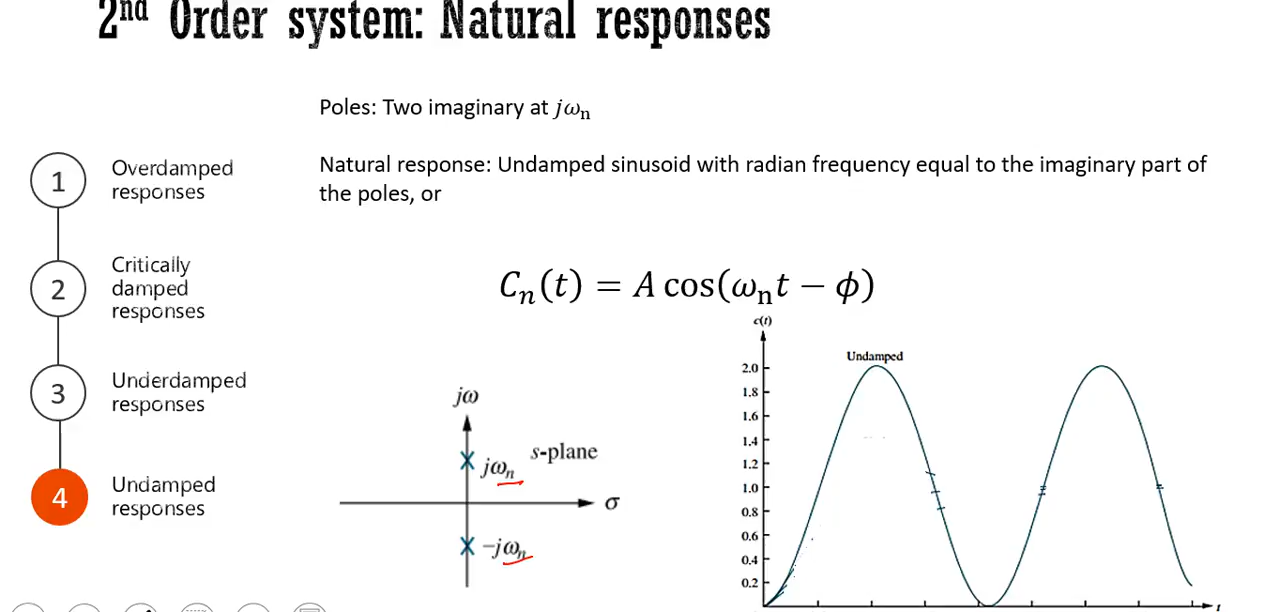 2nd Order system: Natural responses
Poles: Two imaginary at jωn
Natural response: Undamped sinusoid with radian frequency equal to the imaginary part of
the poles, or
1
Overdamped
responses
2
Critically
damped
responses
3
Underdamped
responses
4
Undamped
responses
Cn(t) = A cos(ωnt − ϕ)
jω
s-plane
jωn
σ
−jωn
c(t)
Undamped
2.0
1.8
1.6
1.4
1.2
1.0
0.8
0.6
0.4
0.2
t